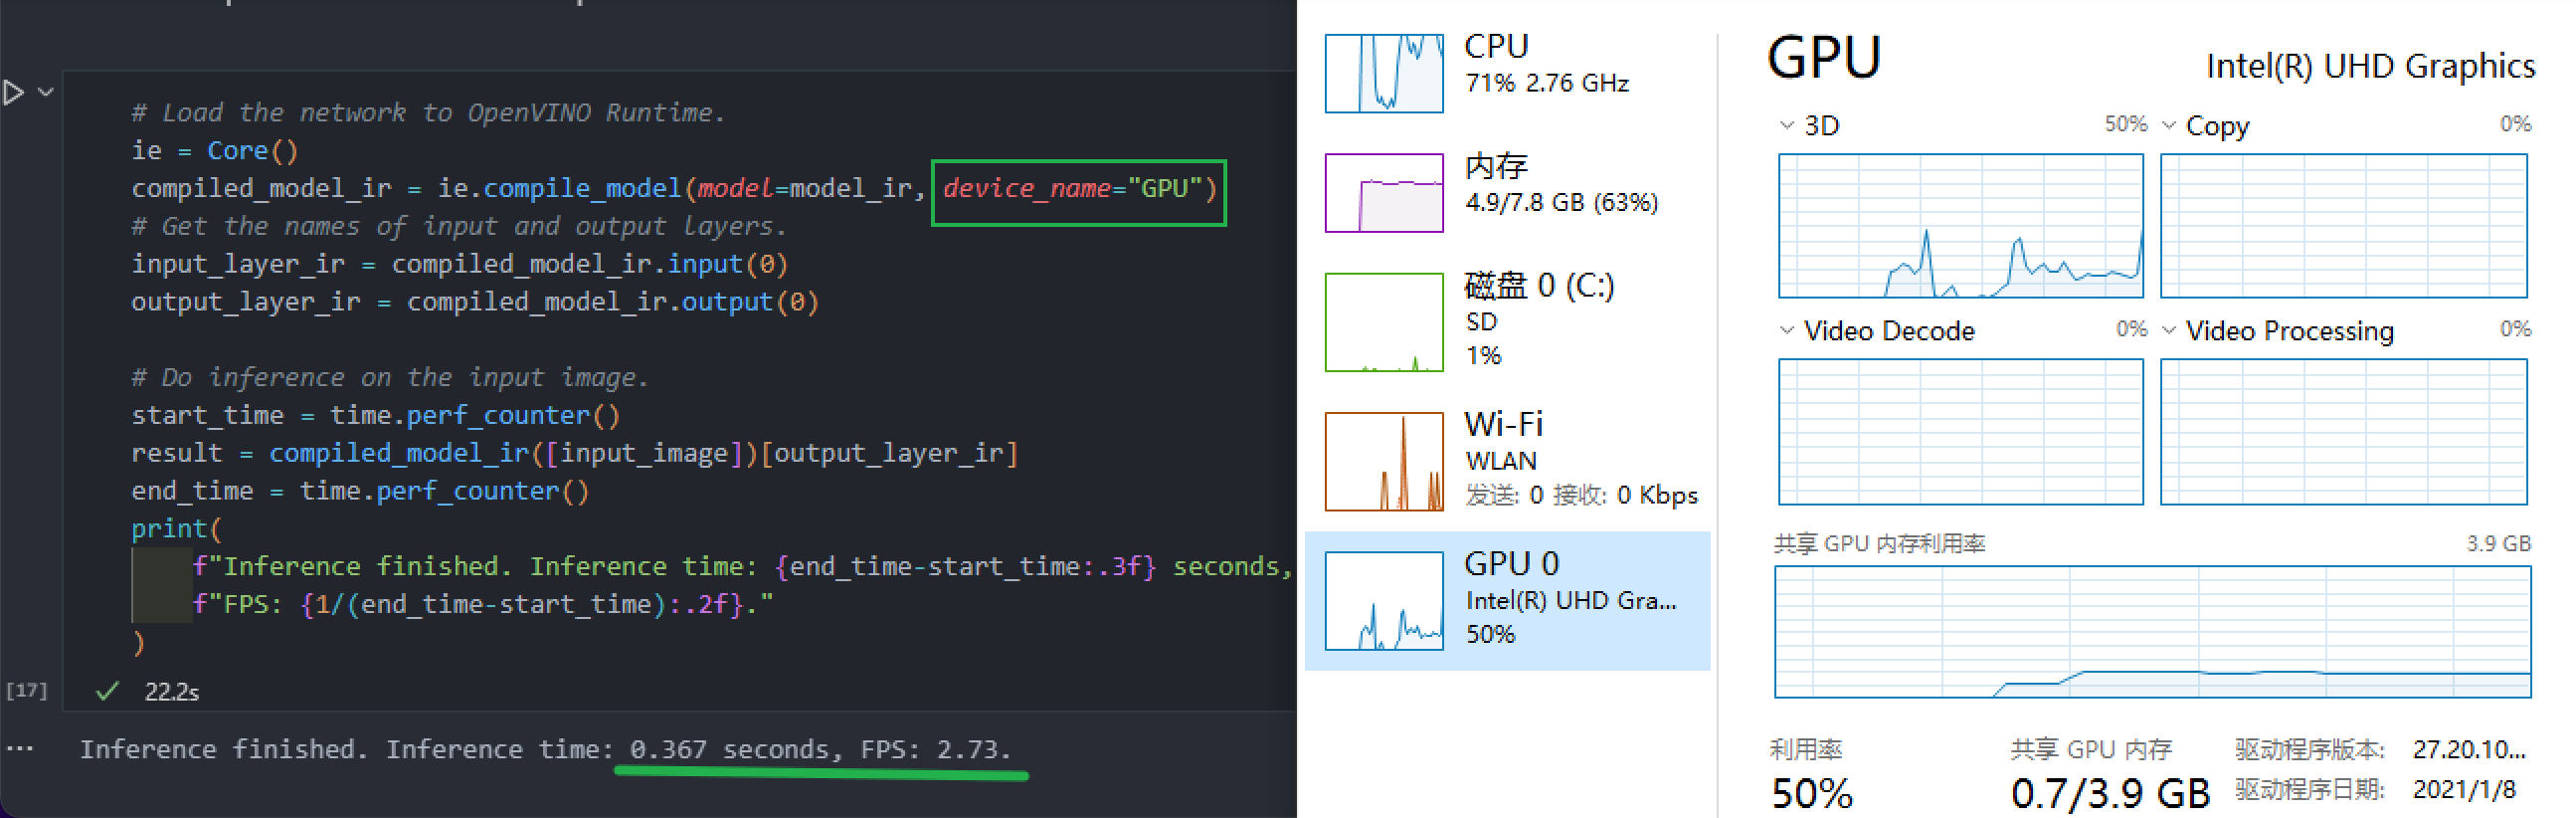 # Load the network to OpenVINO Runtime.
ie = Core()
compiled_model_ir = ie.compile_model(model=model_ir, device_name="GPU")
# Get the names of input and output layers.
input_layer_ir = compiled_model_ir.input(0)
output_layer_ir = compiled_model_ir.output(0)
# Do inference on the input image.
start_time = time.perf_counter()
result = compiled_model_ir([input_image])[output_layer_ir]
end_time = time.perf_counter()
print(
f"Inference finished. Inference time: {end_time-start_time:.3f} seconds,
f"FPS: {1/(end_time-start_time):.2f}."
)
[17]
22.2s
Inference finished. Inference time: 0.367 seconds, FPS: 2.73.
CPU
71% 2.76 GHz
内存
4.9/7.8 GB (63%)
磁盘 0 (C:)
SD
1%
Wi-Fi
WLAN
发送: 0 接收: 0 Kbps
GPU 0
Intel(R) UHD Gra...
50%
GPU
Intel(R) UHD Graphics
3D 50%
Copy 0%
Video Decode 0%
Video Processing 0%
共享 GPU 内存利用率 3.9 GB
利用率
50%
共享 GPU 内存
0.7/3.9 GB
驱动程序版本: 27.20.10...
驱动程序日期: 2021/1/8